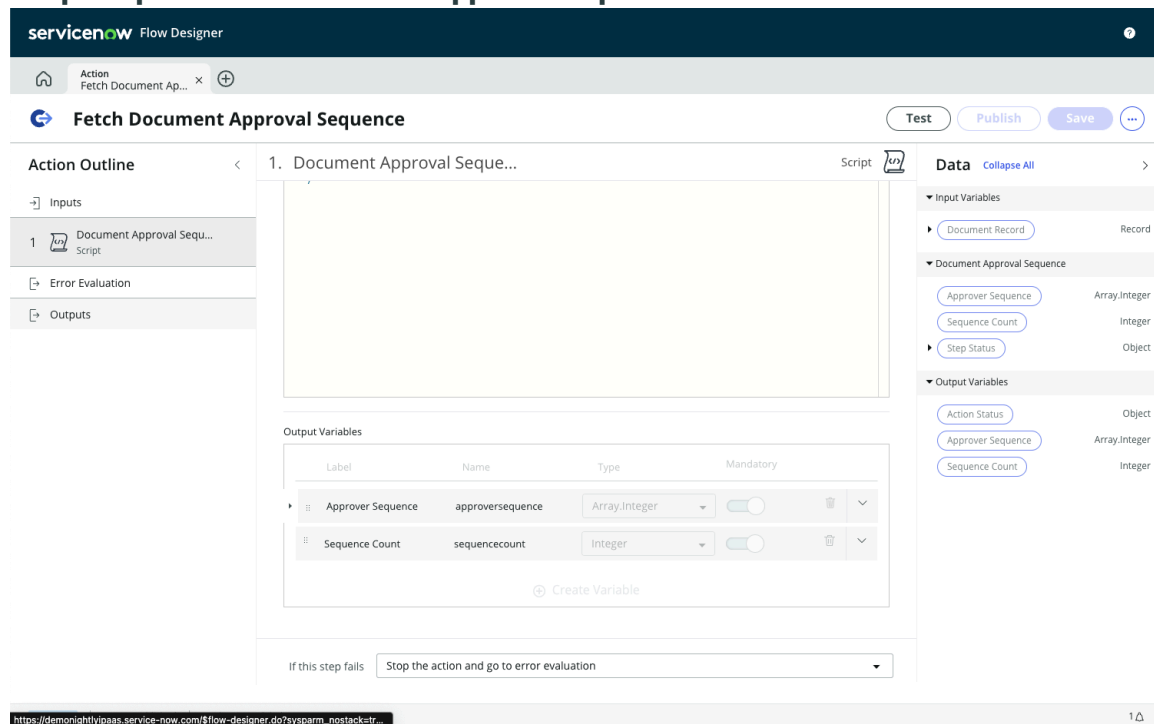 servicenow Flow Designer
Action
Fetch Document Ap...
Fetch Document Approval Sequence
Test
Publish
Save
Action Outline
1. Document Approval Seque...
Script
Data Collapse All
Inputs
1
Document Approval Sequ...
Script
Error Evaluation
Outputs
Output Variables
Label Name Type Mandatory
Approver Sequence approversequence Array.Integer
Sequence Count sequencecount Integer
Create Variable
If this step fails Stop the action and go to error evaluation
Input Variables
Document Record Record
Document Approval Sequence
Approver Sequence Array.Integer
Sequence Count Integer
Step Status Object
Output Variables
Action Status Object
Approver Sequence Array.Integer
Sequence Count Integer
https://demonightlyipaas.service-now.com/$flow-designer.do?sysparm_nostack=tr...
1